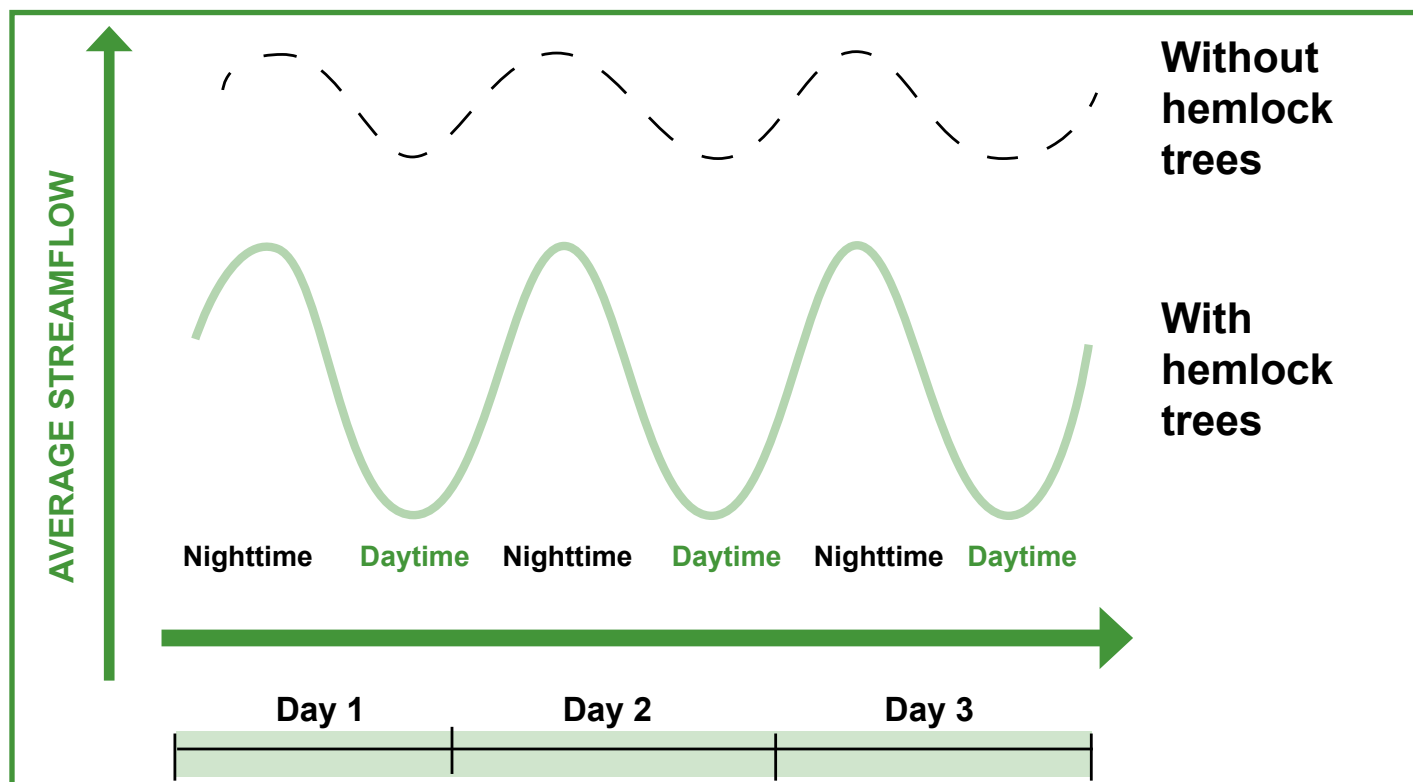 AVERAGE STREAMFLOW
Without
hemlock
trees
With
hemlock
trees
Nighttime Daytime Nighttime Daytime Nighttime Daytime
Day 1 Day 2 Day 3